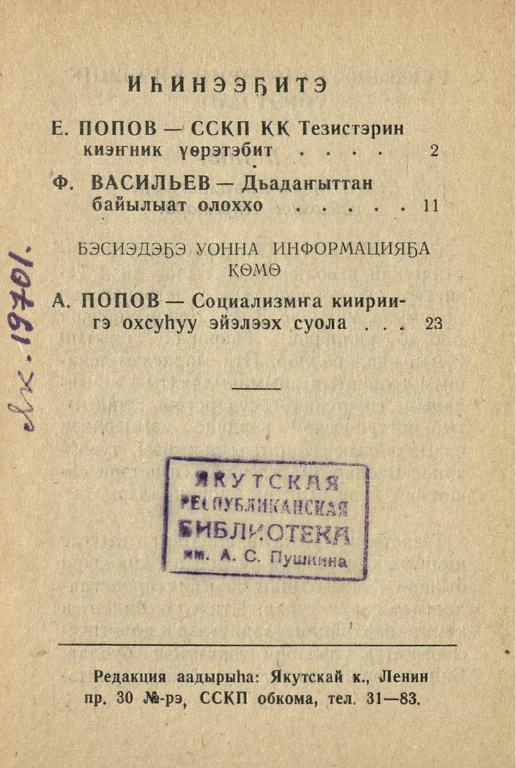 ИҺИНЭЭҔИТЭ
Е. ПОПОВ — ССКП КК Тезистэрин
киэҥник үөрэтэбит . . . . 2
Ф. ВАСИЛЬЕВ — Дьадаҥыттан
байылыат олоххо . . . . . 11
БЭСИЭДЭҔЭ УОННА ИНФОРМАЦИЯҔА
КӨМӨ
А. ПОПОВ — Социализмҥа киирии-
гэ охсуһуу эйэлээх суола . . . 23
ЯКУТСКАЯ
РЕСПУБЛИКАНСКАЯ
БИБЛИОТЕКА
им. А. С. Пушкина
Редакция аадырыһа: Якутскай к., Ленин
пр. 30 №-рэ, ССКП обкома, тел. 31—83.
лк. 19701.